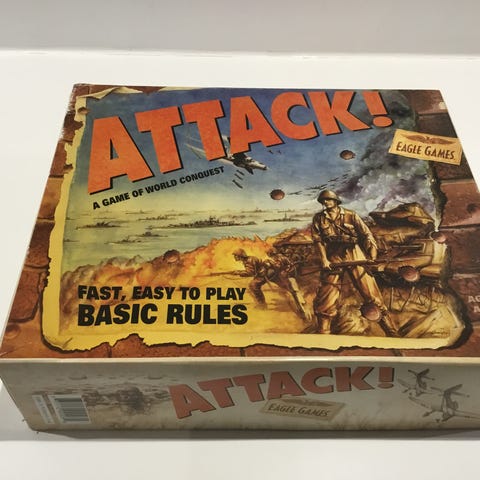 ATTACK!
A GAME OF WORLD CONQUEST
EAGLE GAMES
FAST, EASY TO PLAY
BASIC RULES
ATTACK!
EAGLE GAMES